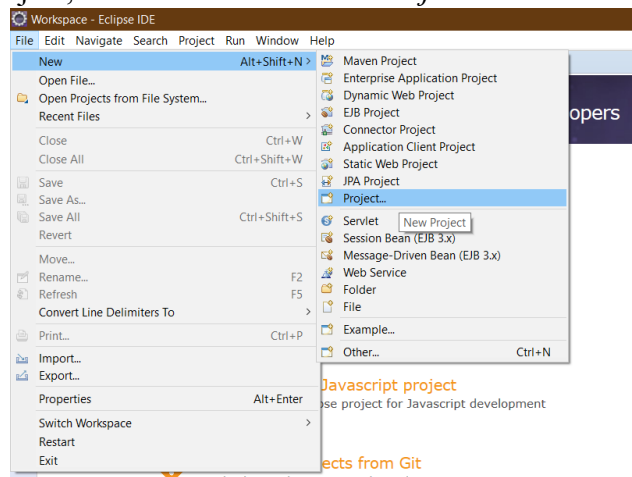 Workspace - Eclipse IDE
File Edit Navigate Search Project Run Window Help
New Alt+Shift+N >
Open File...
Open Projects from File System...
Recent Files >
Close Ctrl+W
Close All Ctrl+Shift+W
Save Ctrl+S
Save As...
Save All Ctrl+Shift+S
Revert
Move...
Rename... F2
Refresh F5
Convert Line Delimiters To >
Print... Ctrl+P
Import...
Export...
Properties Alt+Enter
Switch Workspace >
Restart
Exit
Maven Project
Enterprise Application Project
Dynamic Web Project
EJB Project
Connector Project
Application Client Project
Static Web Project
JPA Project
Project...
Servlet
New Project
Session Bean (EJB 3.x)
Message-Driven Bean (EJB 3.x)
Web Service
Folder
File
Example...
Other... Ctrl+N
opers
Javascript project
ose project for Javascript development
ects from Git